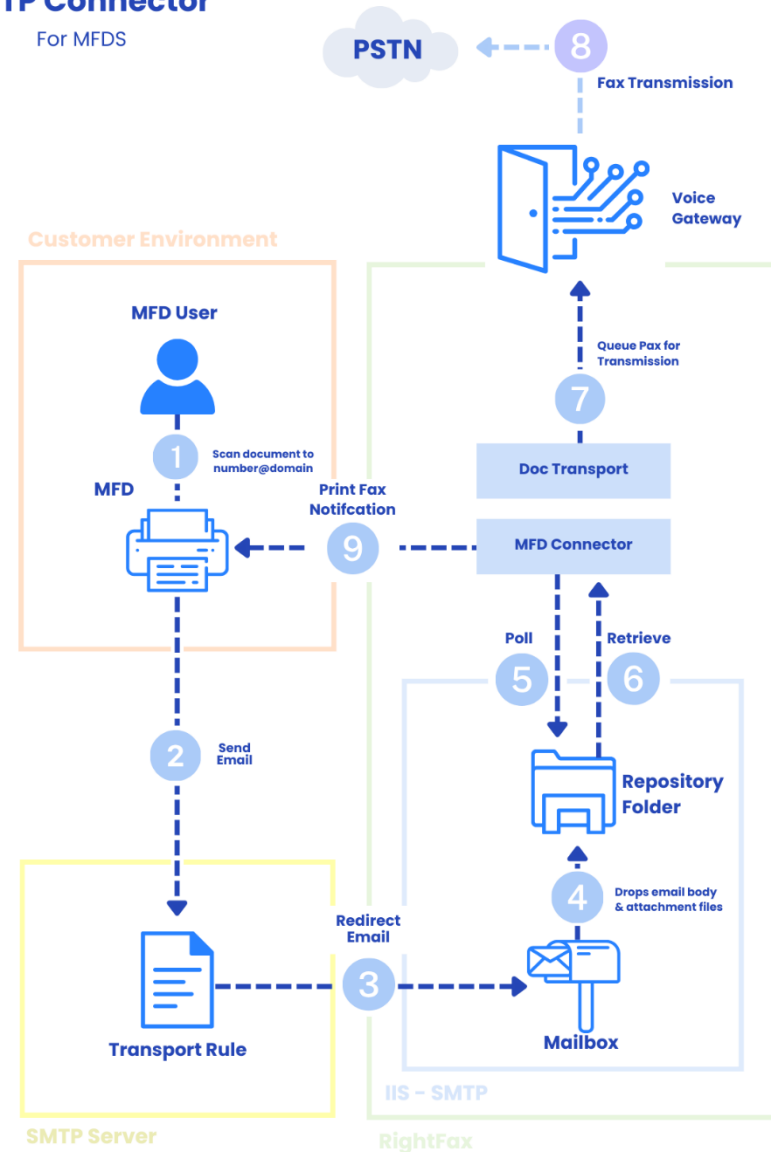 TP Connector
For MFDS
PSTN
8
Fax Transmission
Voice
Gateway
Customer Environment
MFD User
Queue Pax for
Transmission
7
1
Scan document to
number@domain
Doc Transport
MFD
Print Fax
Notifcation
9
MFD Connector
Poll
Retrieve
5
6
2
Send
Email
Repository
Folder
4
Drops email body
& attachment files
Redirect
Email
3
Transport Rule
Mailbox
IIS - SMTP
SMTP Server
RightFax